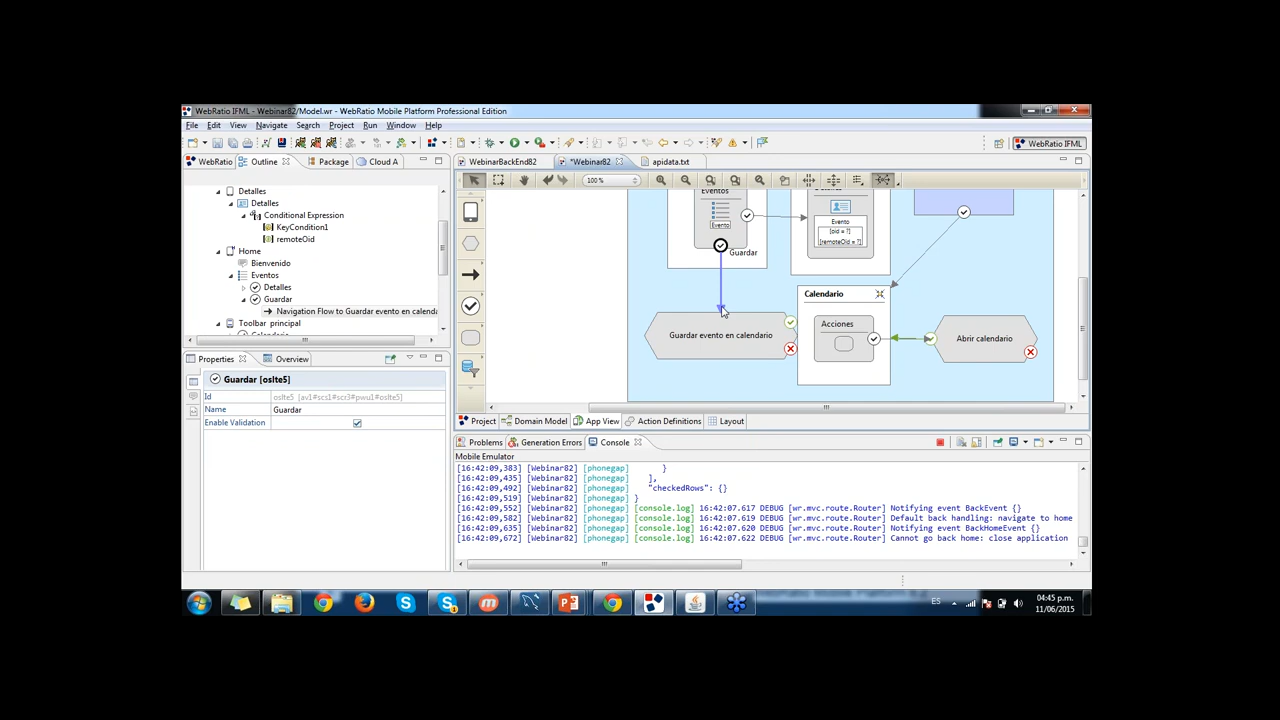 WebRatio IFML - Webinar82/Model.wr - WebRatio Mobile Platform Professional Edition
File Edit View Navigate Search Project Run Window Help
WebRatio IFML
WebRatio Outline Package Cloud A
WebinarBackEnd82 *Webinar82 apidata.txt
100 %
Detalles
Detalles
Conditional Expression
KeyCondition1
remoteOid
Home
Bienvenido
Eventos
Detalles
Guardar
Navigation Flow to Guardar evento en calenda
Toolbar principal
Eventos
Evento
Guardar
Evento
[oid = ?]
[remoteOid = ?]
Calendario
Acciones
Guardar evento en calendario
Abrir calendario
Properties Overview
Guardar [oslte5]
Id oslte5 [av1#scs1#scr3#pwu1#oslte5]
Name Guardar
Enable Validation
Project Domain Model App View Action Definitions Layout
Problems Generation Errors Console
Mobile Emulator
[16:42:09,383] [Webinar82] [phonegap] }
[16:42:09,435] [Webinar82] [phonegap] ],
[16:42:09,492] [Webinar82] [phonegap] "checkedRows": {}
[16:42:09,519] [Webinar82] [phonegap] }
[16:42:09,552] [Webinar82] [phonegap] [console.log] 16:42:07.617 DEBUG [wr.mvc.route.Router] Notifying event BackEvent {}
[16:42:09,582] [Webinar82] [phonegap] [console.log] 16:42:07.619 DEBUG [wr.mvc.route.Router] Default back handling: navigate to home
[16:42:09,635] [Webinar82] [phonegap] [console.log] 16:42:07.620 DEBUG [wr.mvc.route.Router] Notifying event BackHomeEvent {}
[16:42:09,672] [Webinar82] [phonegap] [console.log] 16:42:07.622 DEBUG [wr.mvc.route.Router] Cannot go back home: close application
ES
04:45 p.m.
11/06/2015